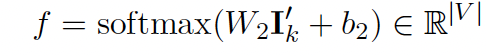 f = softmax(W₂𝐈′ₖ + b₂) ∈ ℝ^|V|